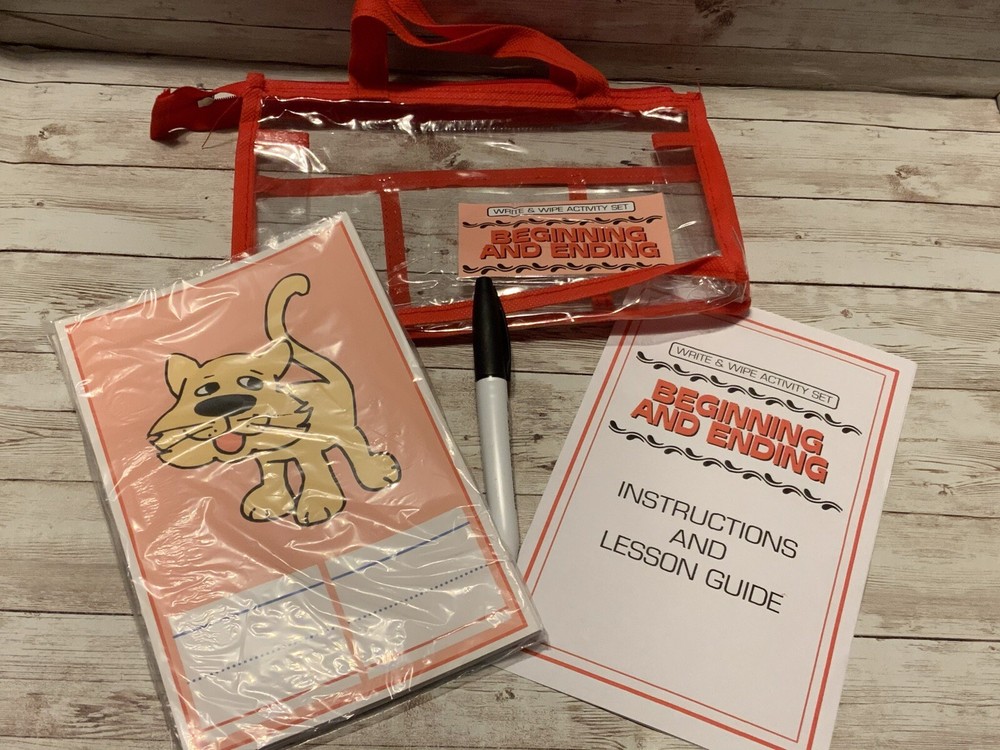 WRITE & WIPE ACTIVITY SET
BEGINNING
AND ENDING
WRITE & WIPE ACTIVITY SET
BEGINNING
AND ENDING
INSTRUCTIONS
AND
LESSON GUIDE